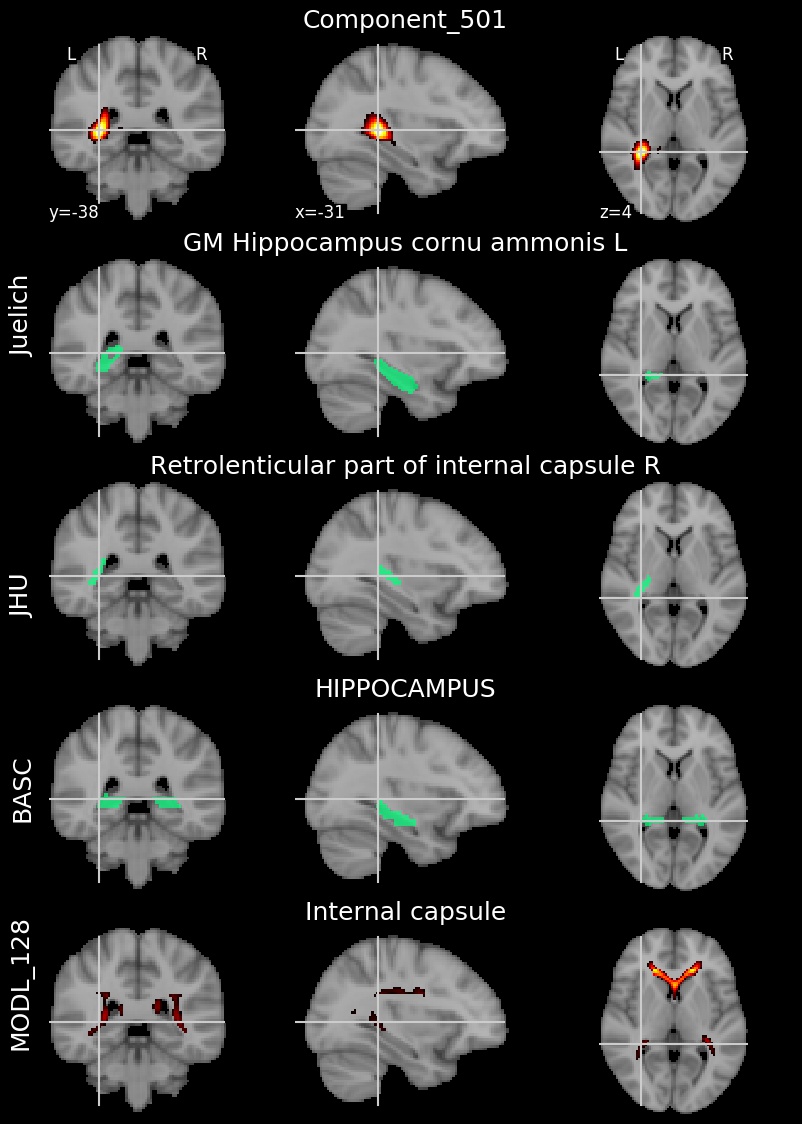 Component_501
L R L R
y=-38 x=-31 z=4
GM Hippocampus cornu ammonis L
Juelich
Retrolenticular part of internal capsule R
JHU
HIPPOCAMPUS
BASC
Internal capsule
MODL_128